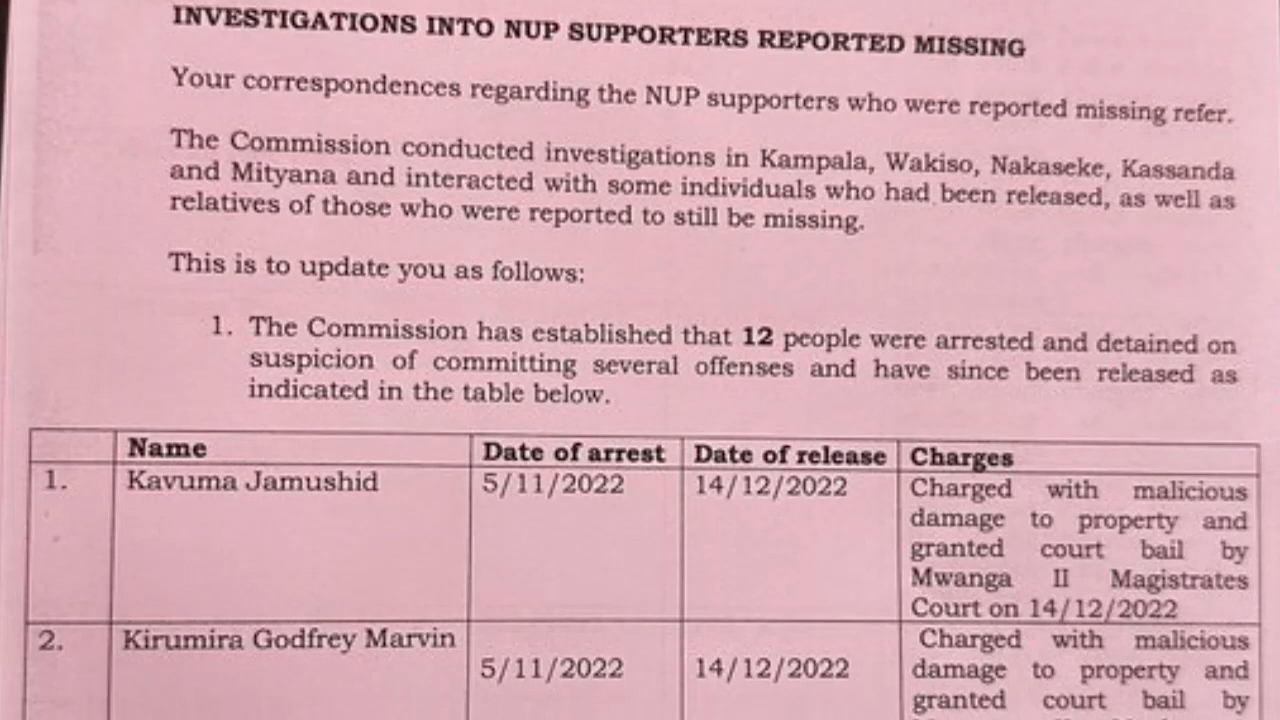 INVESTIGATIONS INTO NUP SUPPORTERS REPORTED MISSING
Your correspondences regarding the NUP supporters who were reported missing refer.
The Commission conducted investigations in Kampala, Wakiso, Nakaseke, Kassanda
and Mityana and interacted with some individuals who had been released, as well as
relatives of those who were reported to still be missing.
This is to update you as follows:
1. The Commission has established that 12 people were arrested and detained on
suspicion of committing several offenses and have since been released as
indicated in the table below.
Name Date of arrest Date of release Charges
1. Kavuma Jamushid 5/11/2022 14/12/2022 Charged with malicious
damage to property and
granted court bail by
Mwanga II Magistrates
Court on 14/12/2022
2. Kirumira Godfrey Marvin 5/11/2022 14/12/2022 Charged with malicious
damage to property and
granted court bail by